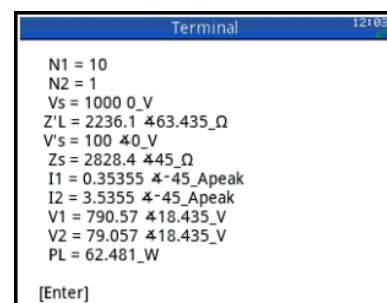 Terminal 12:03
N1 = 10
N2 = 1
Vs = 1000 0_V
Z'L = 2236.1 ∡63.435_Ω
V's = 100 ∡0_V
Zs = 2828.4 ∡45_Ω
I1 = 0.35355 ∡-45_Apeak
I2 = 3.5355 ∡-45_Apeak
V1 = 790.57 ∡18.435_V
V2 = 79.057 ∡18.435_V
PL = 62.481_W
[Enter]